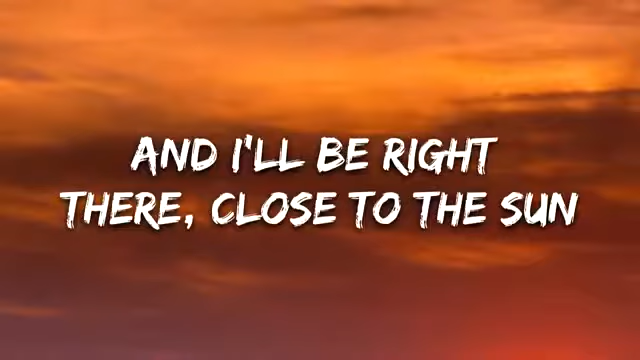 AND I'LL BE RIGHT
THERE, CLOSE TO THE SUN